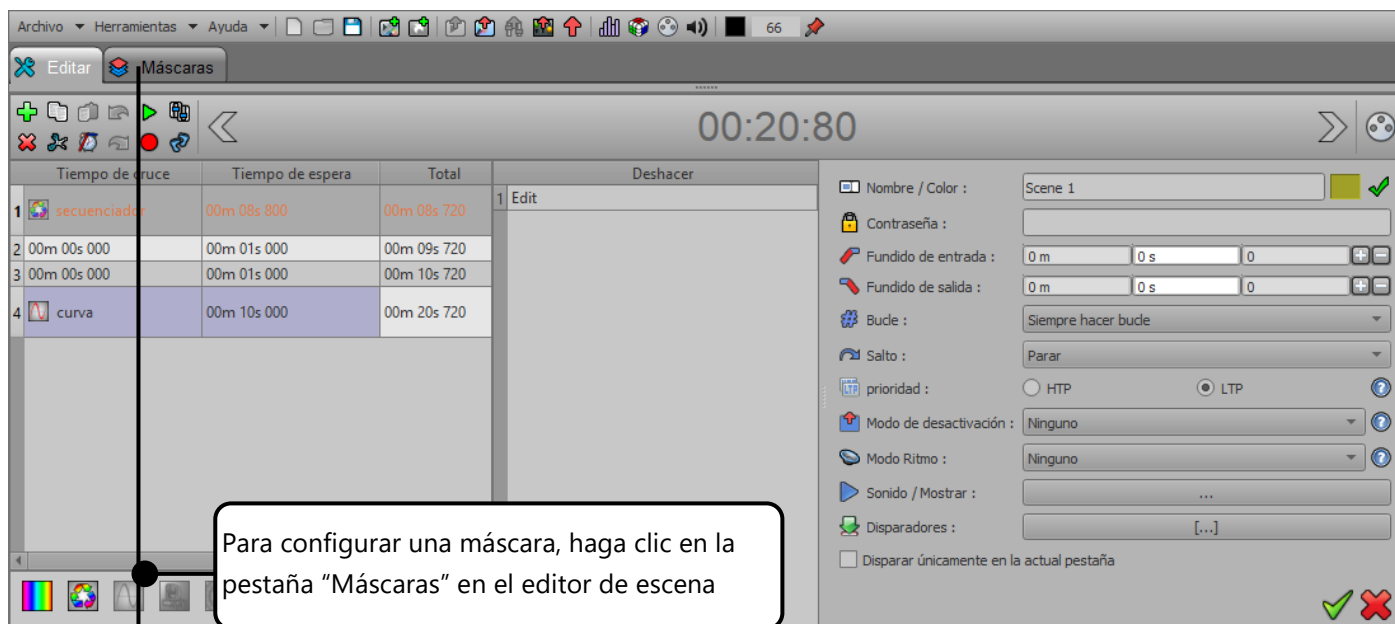 Archivo Herramientas Ayuda 66
Editar Máscaras
00:20:80
Tiempo de cruce Tiempo de espera Total
1 secuenciador 00m 08s 800 00m 08s 720
2 00m 00s 000 00m 01s 000 00m 09s 720
3 00m 00s 000 00m 01s 000 00m 10s 720
4 curva 00m 10s 000 00m 20s 720
Deshacer
1 Edit
Nombre / Color : Scene 1
Contraseña :
Fundido de entrada : 0 m 0 s 0
Fundido de salida : 0 m 0 s 0
Bucle : Siempre hacer bucle
Salto : Parar
LTP prioridad : HTP LTP
Modo de desactivación : Ninguno
Modo Ritmo : Ninguno
Sonido / Mostrar : ...
Disparadores : [...]
Disparar únicamente en la actual pestaña
Para configurar una máscara, haga clic en la
pestaña “Máscaras” en el editor de escena